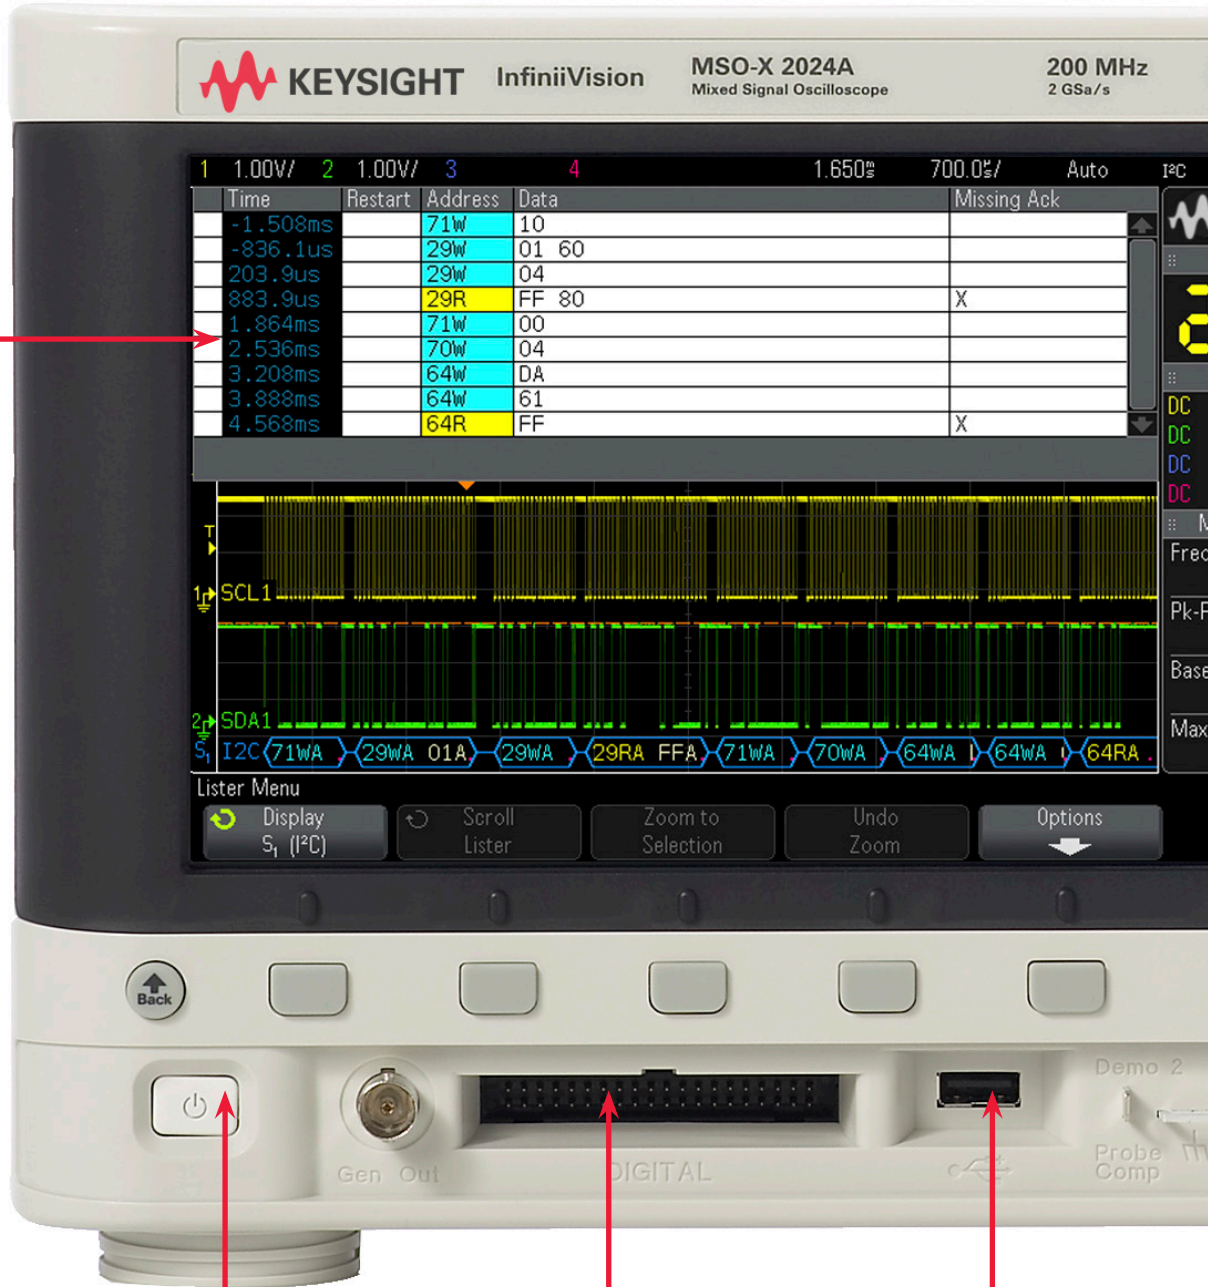 KEYSIGHT InfiniiVision MSO-X 2024A 200 MHz
Mixed Signal Oscilloscope 2 GSa/s
1 1.00V/ 2 1.00V/ 3 4 1.650ms 700.0µs/ Auto I²C
Time Restart Address Data Missing Ack
-1.508ms 71W 10
-836.1us 29W 01 60
203.9us 29W 04
883.9us 29R FF 80 X
1.864ms 71W 00
2.536ms 70W 04
3.208ms 64W DA
3.888ms 64W 61
4.568ms 64R FF X
DC
DC
DC
DC
T
1 SCL1
2 SDA1
S1 I2C 71WA 29WA 01A 29WA 29RA FFA 71WA 70WA 64WA 64WA 64RA
Lister Menu
Display Scroll Zoom to Undo Options
S1 (I²C) Lister Selection Zoom
Back
Demo 2
Gen Out DIGITAL Probe
Comp